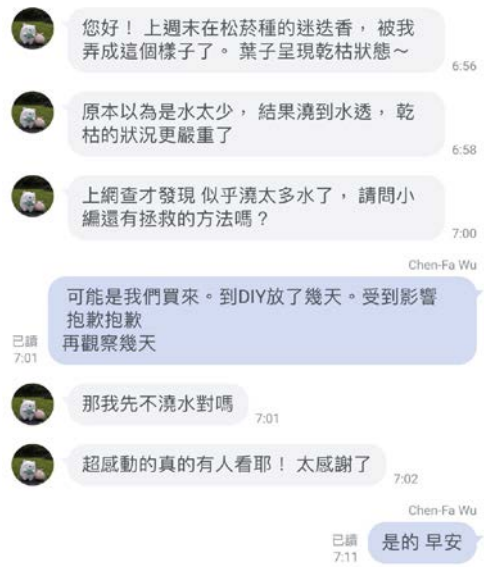 您好！ 上週末在松菸種的迷迭香， 被我
弄成這個樣子了。 葉子呈現乾枯狀態～
6:56
原本以為是水太少， 結果澆到水透， 乾
枯的狀況更嚴重了
6:58
上網查才發現 似乎澆太多水了， 請問小
編還有拯救的方法嗎？
7:00
Chen-Fa Wu
可能是我們買來。到DIY放了幾天。受到影響
抱歉抱歉
再觀察幾天
已讀
7:01
那我先不澆水對嗎
7:01
超感動的真的有人看耶！ 太感謝了
7:02
Chen-Fa Wu
是的 早安
已讀
7:11